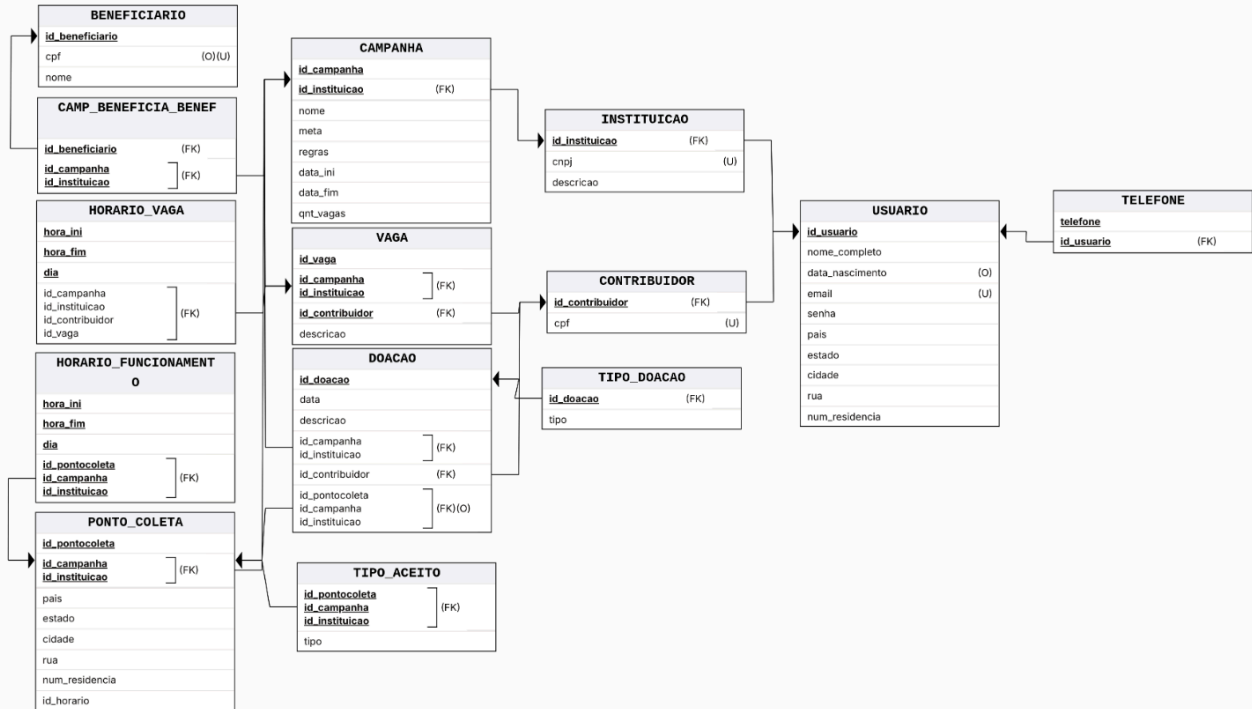 BENEFICIARIO
id_beneficiario
cpf (O)(U)
nome
CAMP_BENEFICIA_BENEF
id_beneficiario (FK)
id_campanha
id_instituicao (FK)
HORARIO_VAGA
hora_ini
hora_fim
dia
id_campanha
id_instituicao
id_contribuidor
id_vaga (FK)
HORARIO_FUNCIONAMENT
O
hora_ini
hora_fim
dia
id_pontocoleta
id_campanha
id_instituicao (FK)
PONTO_COLETA
id_pontocoleta
id_campanha
id_instituicao (FK)
pais
estado
cidade
rua
num_residencia
id_horario
CAMPANHA
id_campanha
id_instituicao (FK)
nome
meta
regras
data_ini
data_fim
qnt_vagas
VAGA
id_vaga
id_campanha
id_instituicao (FK)
id_contribuidor (FK)
descricao
DOACAO
id_doacao
data
descricao
id_campanha
id_instituicao (FK)
id_contribuidor (FK)
id_pontocoleta
id_campanha
id_instituicao (FK)(O)
TIPO_ACEITO
id_pontocoleta
id_campanha
id_instituicao (FK)
tipo
INSTITUICAO
id_instituicao (FK)
cnpj (U)
descricao
CONTRIBUIDOR
id_contribuidor (FK)
cpf (U)
TIPO_DOACAO
id_doacao (FK)
tipo
USUARIO
id_usuario
nome_completo
data_nascimento (O)
email (U)
senha
pais
estado
cidade
rua
num_residencia
TELEFONE
telefone
id_usuario (FK)